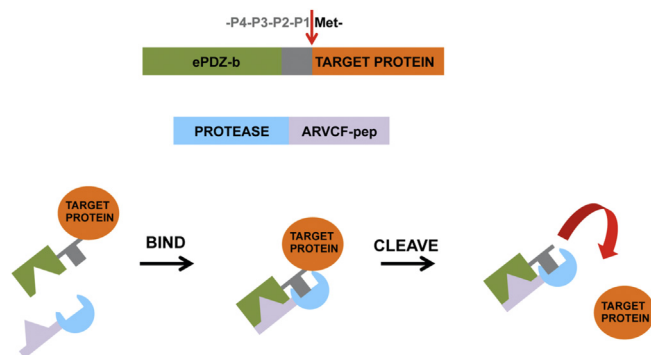 -P4-P3-P2-P1 Met-
ePDZ-b TARGET PROTEIN
PROTEASE ARVCF-pep
TARGET
PROTEIN
BIND
TARGET
PROTEIN
CLEAVE
TARGET
PROTEIN